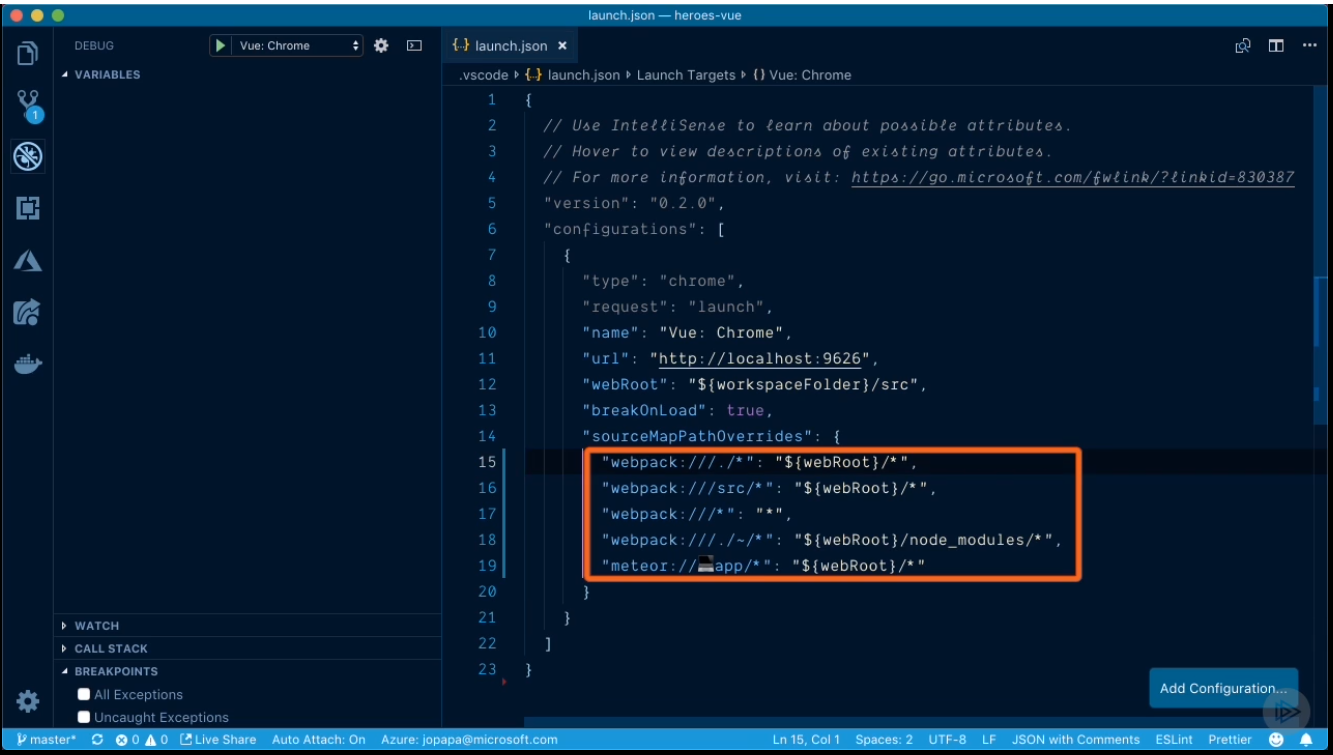 launch.json — heroes-vue
DEBUG
Vue: Chrome
{..} launch.json ×
...
VARIABLES
.vscode {..} launch.json Launch Targets {} Vue: Chrome
1 {
2 // Use IntelliSense to learn about possible attributes.
3 // Hover to view descriptions of existing attributes.
4 // For more information, visit: https://go.microsoft.com/fwlink/?linkid=830387
5 "version": "0.2.0",
6 "configurations": [
7 {
8 "type": "chrome",
9 "request": "launch",
10 "name": "Vue: Chrome",
11 "url": "http://localhost:9626",
12 "webRoot": "${workspaceFolder}/src",
13 "breakOnLoad": true,
14 "sourceMapPathOverrides": {
15 "webpack:///./*": "${webRoot}/*",
16 "webpack:///src/*": "${webRoot}/*",
17 "webpack:///*": "*",
18 "webpack:///./~/*": "${webRoot}/node_modules/*",
19 "meteor://💻app/*": "${webRoot}/*"
20 }
21 }
22 ]
23 }
1
WATCH
CALL STACK
BREAKPOINTS
All Exceptions
Uncaught Exceptions
Add Configuration...
master* 0 0 Live Share Auto Attach: On Azure: jopapa@microsoft.com Ln 15, Col 1 Spaces: 2 UTF-8 LF JSON with Comments ESLint Prettier